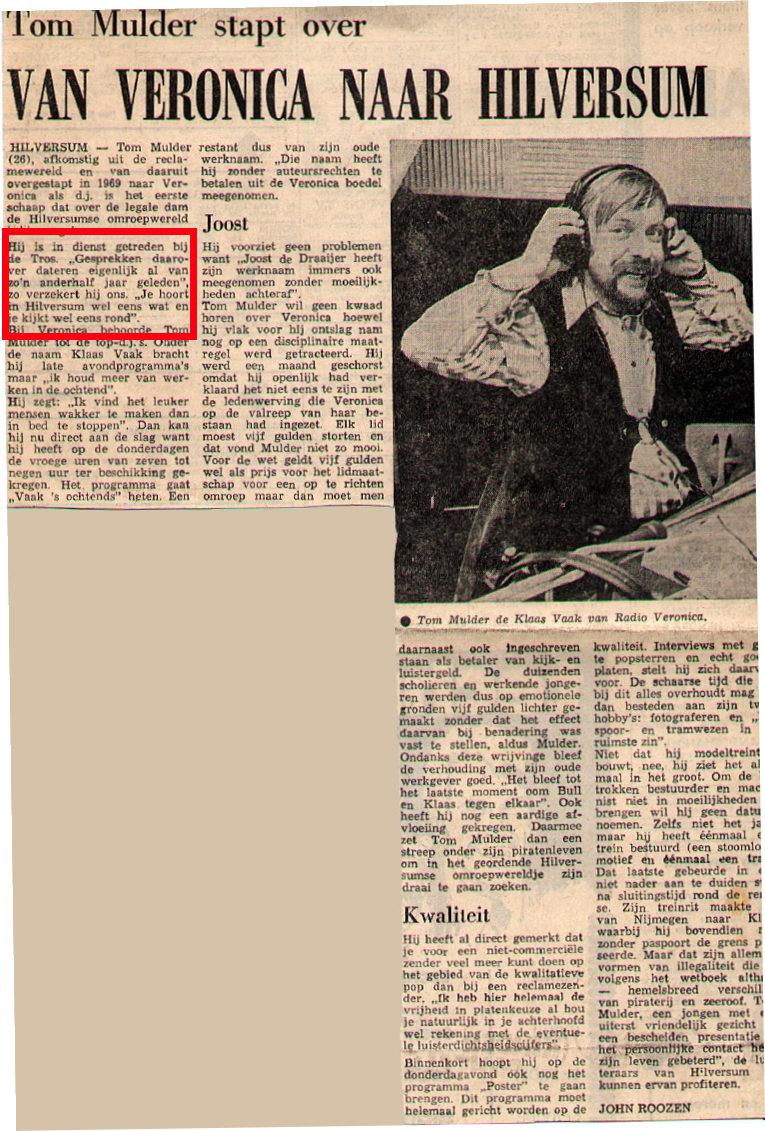 Tom Mulder stapt over
VAN VERONICA NAAR HILVERSUM
HILVERSUM — Tom Mulder
(26), afkomstig uit de recla-
mewereld en van daaruit
overgestapt in 1969 naar Ver-
onica als d.j. is het eerste
schaap dat over de legale dam
de Hilversumse omroepwereld
Hij is in dienst getreden bij
de Tros. „Gesprekken daaro-
ver dateren eigenlijk al van
zo'n anderhalf jaar geleden",
zo verzekert hij ons. „Je hoort
in Hilversum wel eens wat en
je kijkt wel eens rond".
Bij Veronica behoorde Tom
Mulder tot de top-d.j.'s. Onder
de naam Klaas Vaak bracht
hij late avondprogramma's
maar „ik houd meer van wer-
ken in de ochtend".
Hij zegt: „Ik vind het leuker
mensen wakker te maken dan
in bed te stoppen". Dan kan
hij nu direct aan de slag want
hij heeft op de donderdagen
de vroege uren van zeven tot
negen uur ter beschikking ge-
kregen. Het programma gaat
„Vaak 's ochtends" heten. Een
restant dus van zijn oude
werknaam. „Die naam heeft
hij zonder auteursrechten te
betalen uit de Veronica boedel
meegenomen.
Joost
Hij voorziet geen problemen
want „Joost de Draaijer heeft
zijn werknaam immers ook
meegenomen zonder moeilijk-
heden achteraf".
Tom Mulder wil geen kwaad
horen over Veronica hoewel
hij vlak voor hij ontslag nam
nog op een disciplinaire maat-
regel werd getracteerd. Hij
werd een maand geschorst
omdat hij openlijk had ver-
klaard het niet eens te zijn met
de ledenwerving die Veronica
op de valreep van haar be-
staan had ingezet. Elk lid
moest vijf gulden storten en
dat vond Mulder niet zo mooi.
Voor de wet geldt vijf gulden
wel als prijs voor het lidmaat-
schap voor een op te richten
omroep maar dan moet men
● Tom Mulder de Klaas Vaak van Radio Veronica.
daarnaast ook ingeschreven
staan als betaler van kijk- en
luistergeld. De duizenden
scholieren en werkende jonge-
ren werden dus op emotionele
gronden vijf gulden lichter ge-
maakt zonder dat het effect
daarvan bij benadering was
vast te stellen, aldus Mulder.
Ondanks deze wrijvinge bleef
de verhouding met zijn oude
werkgever goed. „Het bleef tot
het laatste moment oom Bull
en Klaas tegen elkaar". Ook
heeft hij nog een aardige af-
vloeiing gekregen. Daarmee
zet Tom Mulder dan een
streep onder zijn piratenleven
om in het geordende Hilver-
sumse omroepwereldje zijn
draai te gaan zoeken.
Kwaliteit
Hij heeft al direct gemerkt dat
je voor een niet-commerciële
zender veel meer kunt doen op
het gebied van de kwalitatieve
pop dan bij een reclamezen-
der. „Ik heb hier helemaal de
vrijheid in platenkeuze al hou
je natuurlijk in je achterhoofd
wel rekening met de eventue-
le luisterdichtsheidscijfers".
Binnenkort hoopt hij op de
donderdagavond ook nog het
programma „Poster" te gaan
brengen. Dit programma moet
helemaal gericht worden op de
kwaliteit. Interviews met g
te popsterren en echt go
platen, stelt hij zich daar
voor. De schaarse tijd die
bij dit alles overhoudt mag
dan besteden aan zijn tw
hobby's: fotograferen en „
spoor- en tramwezen in
ruimste zin".
Niet dat hij modeltreint
bouwt, nee, hij ziet het al
maal in het groot. Om de
trokken bestuurder en mac
nist niet in moeilijkheden
brengen wil hij geen datu
noemen. Zelfs niet het ja
maar hij heeft éénmaal e
trein bestuurd (een stoomlo
motief en éénmaal een tra
Dat laatste gebeurde in
niet nader aan te duiden s
na sluitingstijd rond de re
se. Zijn treinrit maakte
van Nijmegen naar Kl
waarbij hij bovendien
zonder paspoort de grens p
seerde. Maar dat zijn allem
vormen van illegaliteit die
volgens het wetboek alth
— hemelsbreed verschil
van piraterij en zeeroof. T
Mulder, een jongen met
uiterst vriendelijk gezicht
een bescheiden presentatie
het persoonlijke contact he
zijn leven gebeterd", de lu
teraars van Hilversum
kunnen ervan profiteren.
JOHN ROOZEN